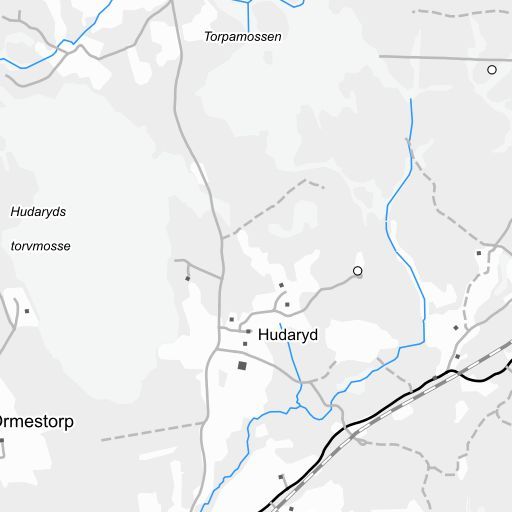 Torpamossen
Hudaryds
torvmosse
Hudaryd
Ormestorp